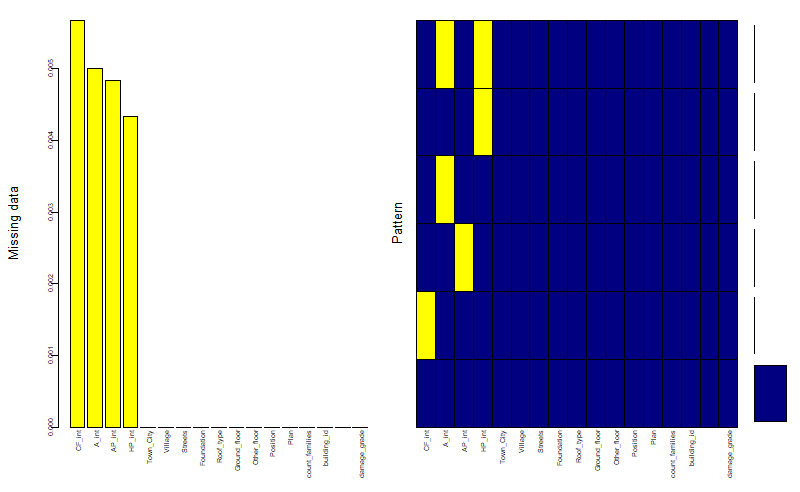 Missing data
0.005
0.004
0.003
0.002
0.001
0.000
CF_int
A_int
AP_int
HP_int
Town_City
Village
Streets
Foundation
Roof_type
Ground_floor
Other_floor
Position
Plan
count_families
building_id
damage_grade
Pattern
CF_int
A_int
AP_int
HP_int
Town_City
Village
Streets
Foundation
Roof_type
Ground_floor
Other_floor
Position
Plan
count_families
building_id
damage_grade